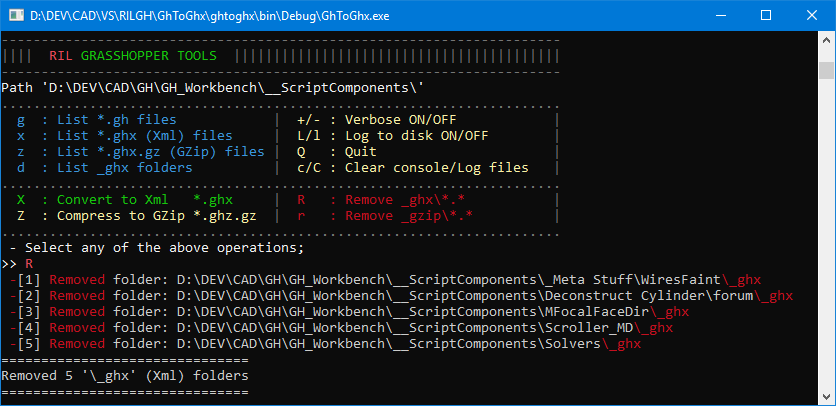 D:\DEV\CAD\VS\RILGH\GhToGhx\ghtoghx\bin\Debug\GhToGhx.exe
--------------------------------------------------------------------
||||  RIL GRASSHOPPER TOOLS  ||||||||||||||||||||||||||||||||||||||||
--------------------------------------------------------------------
Path 'D:\DEV\CAD\GH\GH_Workbench\__ScriptComponents\'
....................................................................
g  : List *.gh files            |  +/- : Verbose ON/OFF            |
x  : List *.ghx (Xml) files     |  L/l : Log to disk ON/OFF        |
z  : List *.ghx.gz (GZip) files |  Q   : Quit                      |
d  : List _ghx folders          |  c/C : Clear console/Log files   |
....................................................................
X  : Convert to Xml   *.ghx     |  R   : Remove _ghx\*.*           |
Z  : Compress to GZip *.ghz.gz  |  r   : Remove _gzip\*.*          |
....................................................................
- Select any of the above operations;
>> R
-[1] Removed folder: D:\DEV\CAD\GH\GH_Workbench\__ScriptComponents\_Meta Stuff\WiresFaint\_ghx
-[2] Removed folder: D:\DEV\CAD\GH\GH_Workbench\__ScriptComponents\Deconstruct Cylinder\forum\_ghx
-[3] Removed folder: D:\DEV\CAD\GH\GH_Workbench\__ScriptComponents\MFocalFaceDir\_ghx
-[4] Removed folder: D:\DEV\CAD\GH\GH_Workbench\__ScriptComponents\Scroller_MD\_ghx
-[5] Removed folder: D:\DEV\CAD\GH\GH_Workbench\__ScriptComponents\Solvers\_ghx
==============================
Removed 5 '\_ghx' (Xml) folders
==============================